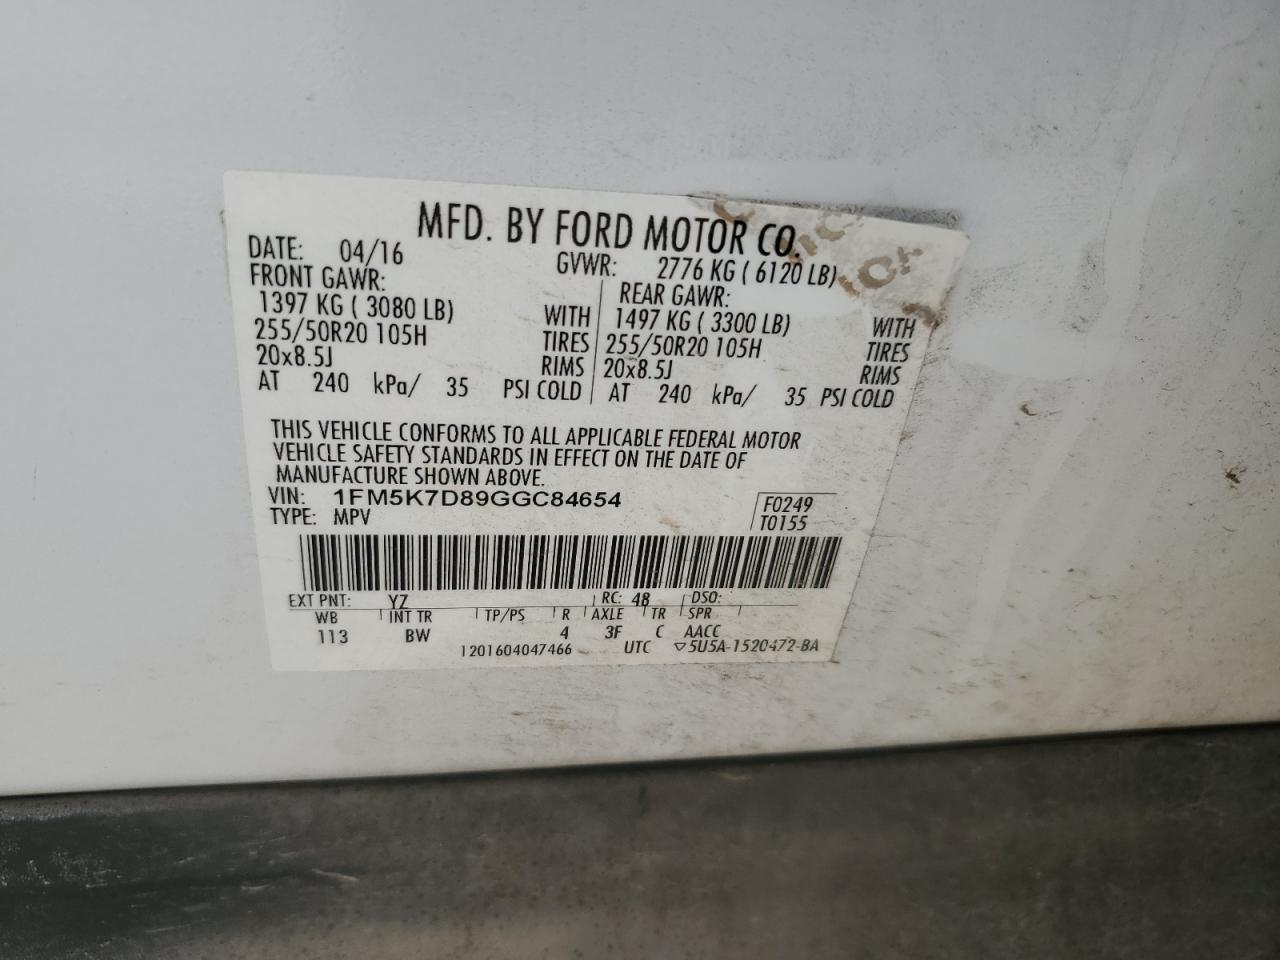 MFD. BY FORD MOTOR CO.
DATE: 04/16 GVWR: 2776 KG ( 6120 LB)
FRONT GAWR: REAR GAWR:
1397 KG ( 3080 LB) WITH 1497 KG ( 3300 LB) WITH
255/50R20 105H TIRES 255/50R20 105H TIRES
20x8.5J RIMS 20x8.5J RIMS
AT 240 kPa/ 35 PSI COLD AT 240 kPa/ 35 PSI COLD
THIS VEHICLE CONFORMS TO ALL APPLICABLE FEDERAL MOTOR
VEHICLE SAFETY STANDARDS IN EFFECT ON THE DATE OF
MANUFACTURE SHOWN ABOVE.
VIN: 1FM5K7D89GGC84654 F0249
TYPE: MPV T0155
EXT PNT: YZ RC: 48 DSO:
WB INT TR TP/PS R AXLE TR SPR
113 BW 4 3F C AACC
1201604047466 UTC ▽5U5A-1520472-BA